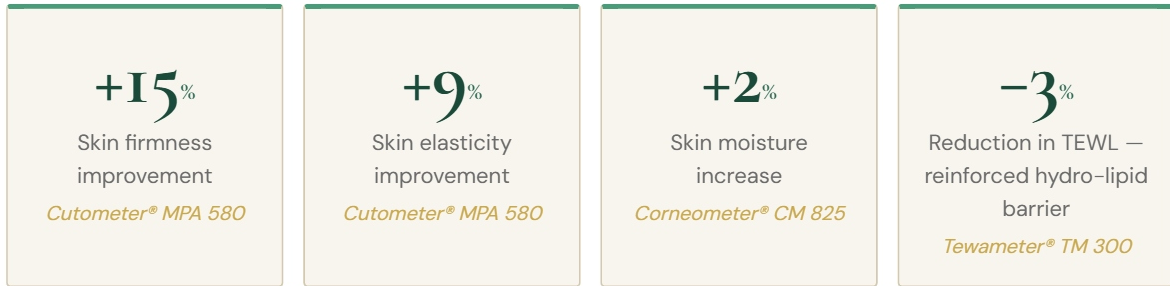 +15%
Skin firmness
improvement
Cutometer® MPA 580
+9%
Skin elasticity
improvement
Cutometer® MPA 580
+2%
Skin moisture
increase
Corneometer® CM 825
−3%
Reduction in TEWL —
reinforced hydro-lipid
barrier
Tewameter® TM 300